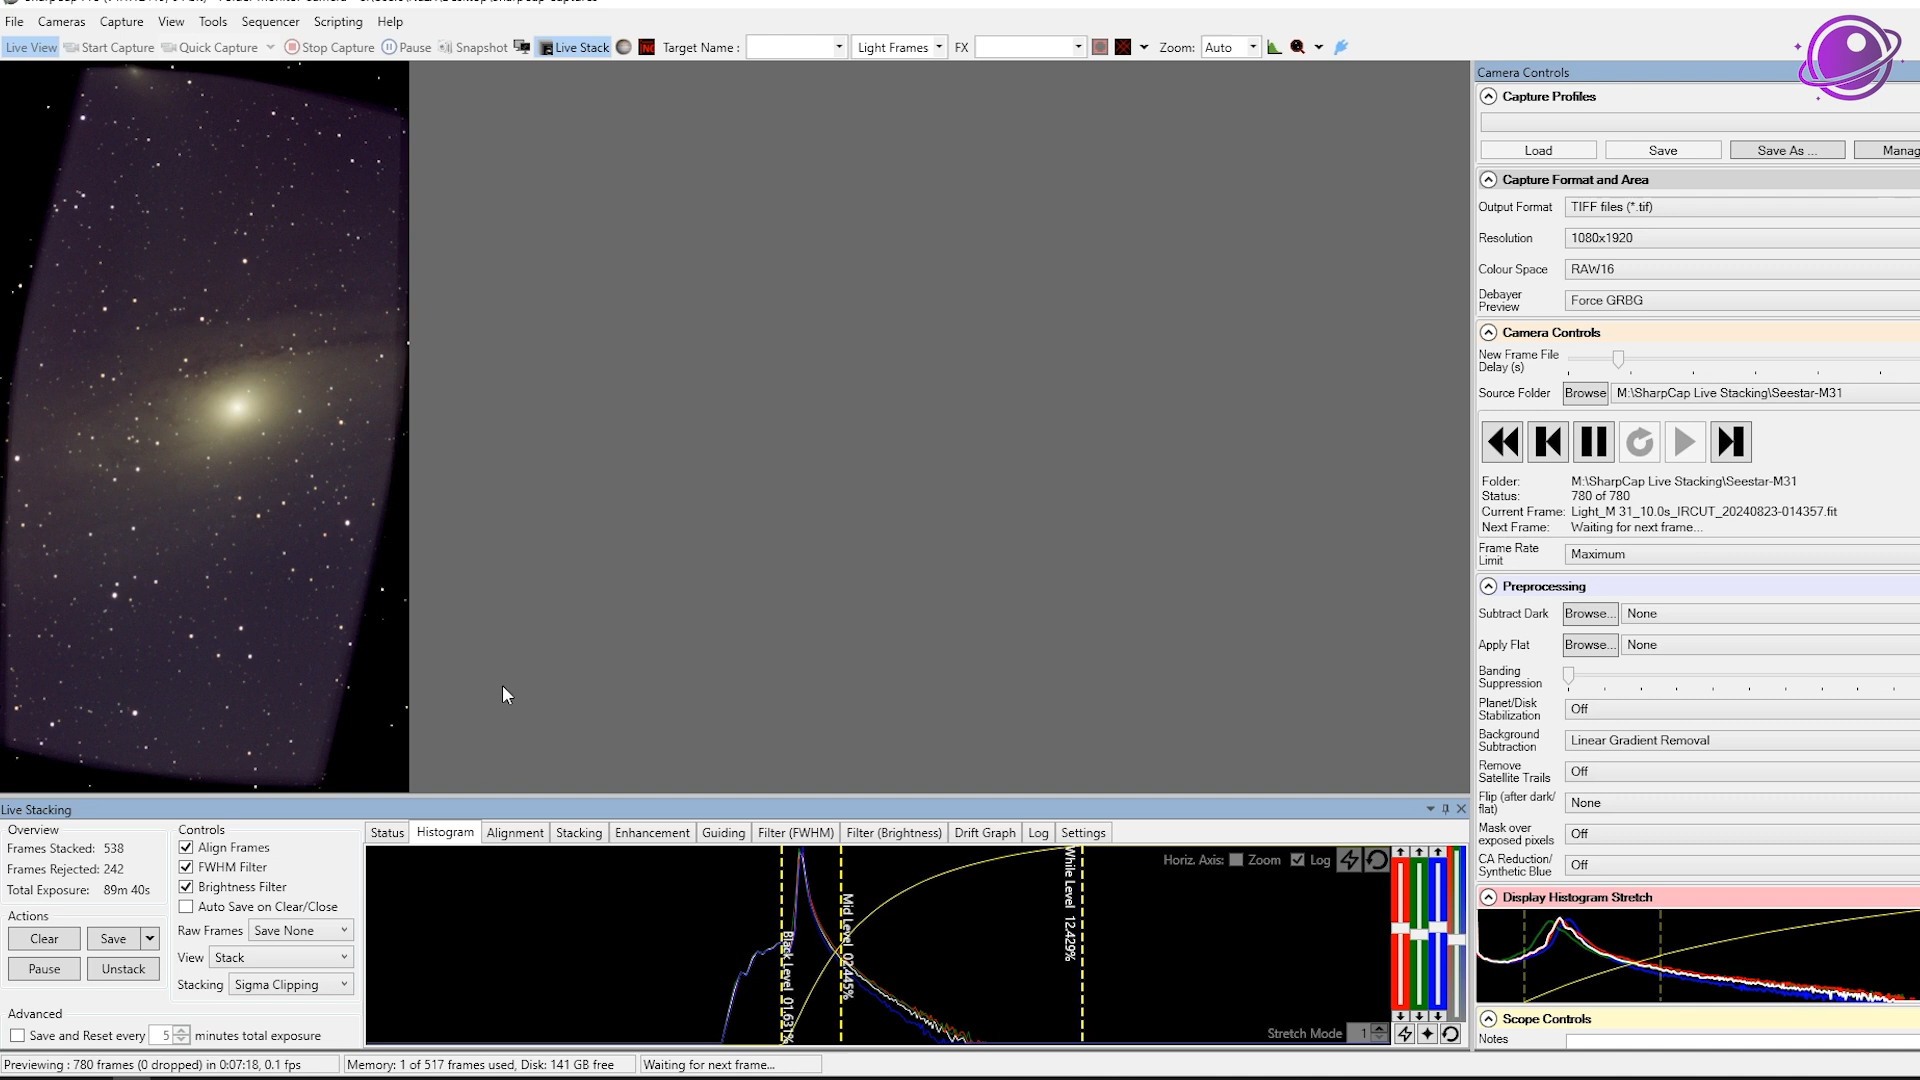 File Cameras Capture View Tools Sequencer Scripting Help
Live View Start Capture Quick Capture Stop Capture Pause Snapshot Live Stack Target Name : Light Frames FX Zoom: Auto
Camera Controls
Capture Profiles
Load Save Save As ... Manag
Capture Format and Area
Output Format TIFF files (*.tif)
Resolution 1080x1920
Colour Space RAW16
Debayer Preview Force GRBG
Camera Controls
New Frame File Delay (s)
Source Folder Browse M:\SharpCap Live Stacking\Seestar-M31
Folder: M:\SharpCap Live Stacking\Seestar-M31
Status: 780 of 780
Current Frame: Light_M 31_10.0s_IRCUT_20240823-014357.fit
Next Frame: Waiting for next frame...
Frame Rate Limit Maximum
Preprocessing
Subtract Dark Browse... None
Apply Flat Browse... None
Banding Suppression
Planet/Disk Stabilization Off
Background Subtraction Linear Gradient Removal
Remove Satellite Trails Off
Flip (after dark/ flat) None
Mask over exposed pixels Off
CA Reduction/ Synthetic Blue Off
Display Histogram Stretch
Scope Controls
Notes
Live Stacking
Overview
Frames Stacked: 538
Frames Rejected: 242
Total Exposure: 89m 40s
Actions
Clear Save
Pause Unstack
Advanced
Save and Reset every 5 minutes total exposure
Controls
Align Frames
FWHM Filter
Brightness Filter
Auto Save on Clear/Close
Raw Frames Save None
View Stack
Stacking Sigma Clipping
Status Histogram Alignment Stacking Enhancement Guiding Filter (FWHM) Filter (Brightness) Drift Graph Log Settings
Horiz. Axis: Zoom Log
Black Level 01.631%
Mid Level 02.445%
While Level 12.429%
Stretch Mode 1
Previewing : 780 frames (0 dropped) in 0:07:18, 0.1 fps Memory: 1 of 517 frames used, Disk: 141 GB free Waiting for next frame...